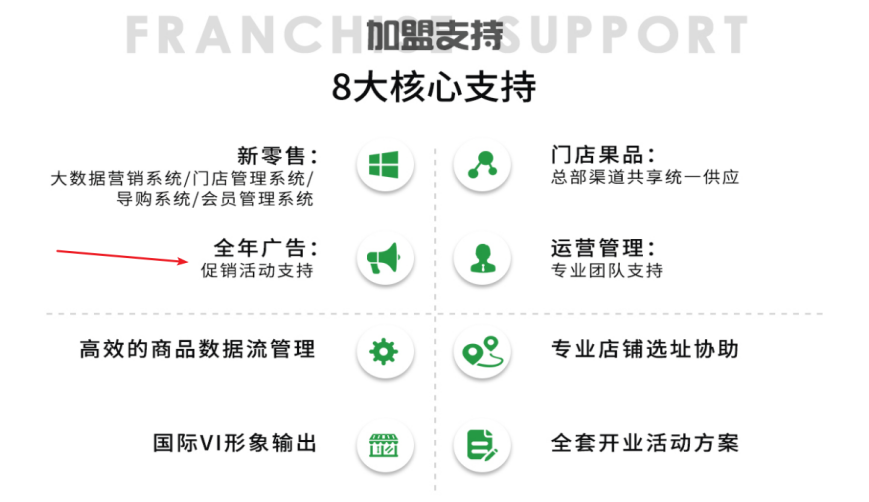 FRANCHISE SUPPORT
加盟支持
8大核心支持
新零售：
大数据营销系统/门店管理系统/
导购系统/会员管理系统
门店果品：
总部渠道共享统一供应
全年广告：
促销活动支持
运营管理：
专业团队支持
高效的商品数据流管理
专业店铺选址协助
国际VI形象输出
全套开业活动方案